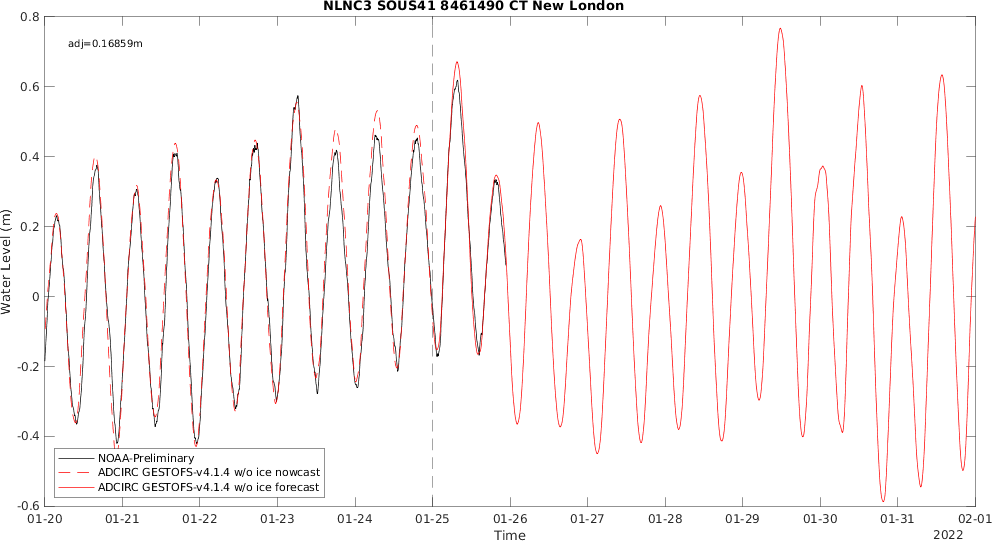 NLNC3 SOUS41 8461490 CT New London
adj=0.16859m
0.8
0.6
0.4
0.2
0
-0.2
-0.4
-0.6
Water Level (m)
NOAA-Preliminary
ADCIRC GESTOFS-v4.1.4 w/o ice nowcast
ADCIRC GESTOFS-v4.1.4 w/o ice forecast
01-20 01-21 01-22 01-23 01-24 01-25 01-26 01-27 01-28 01-29 01-30 01-31 02-01
Time
2022